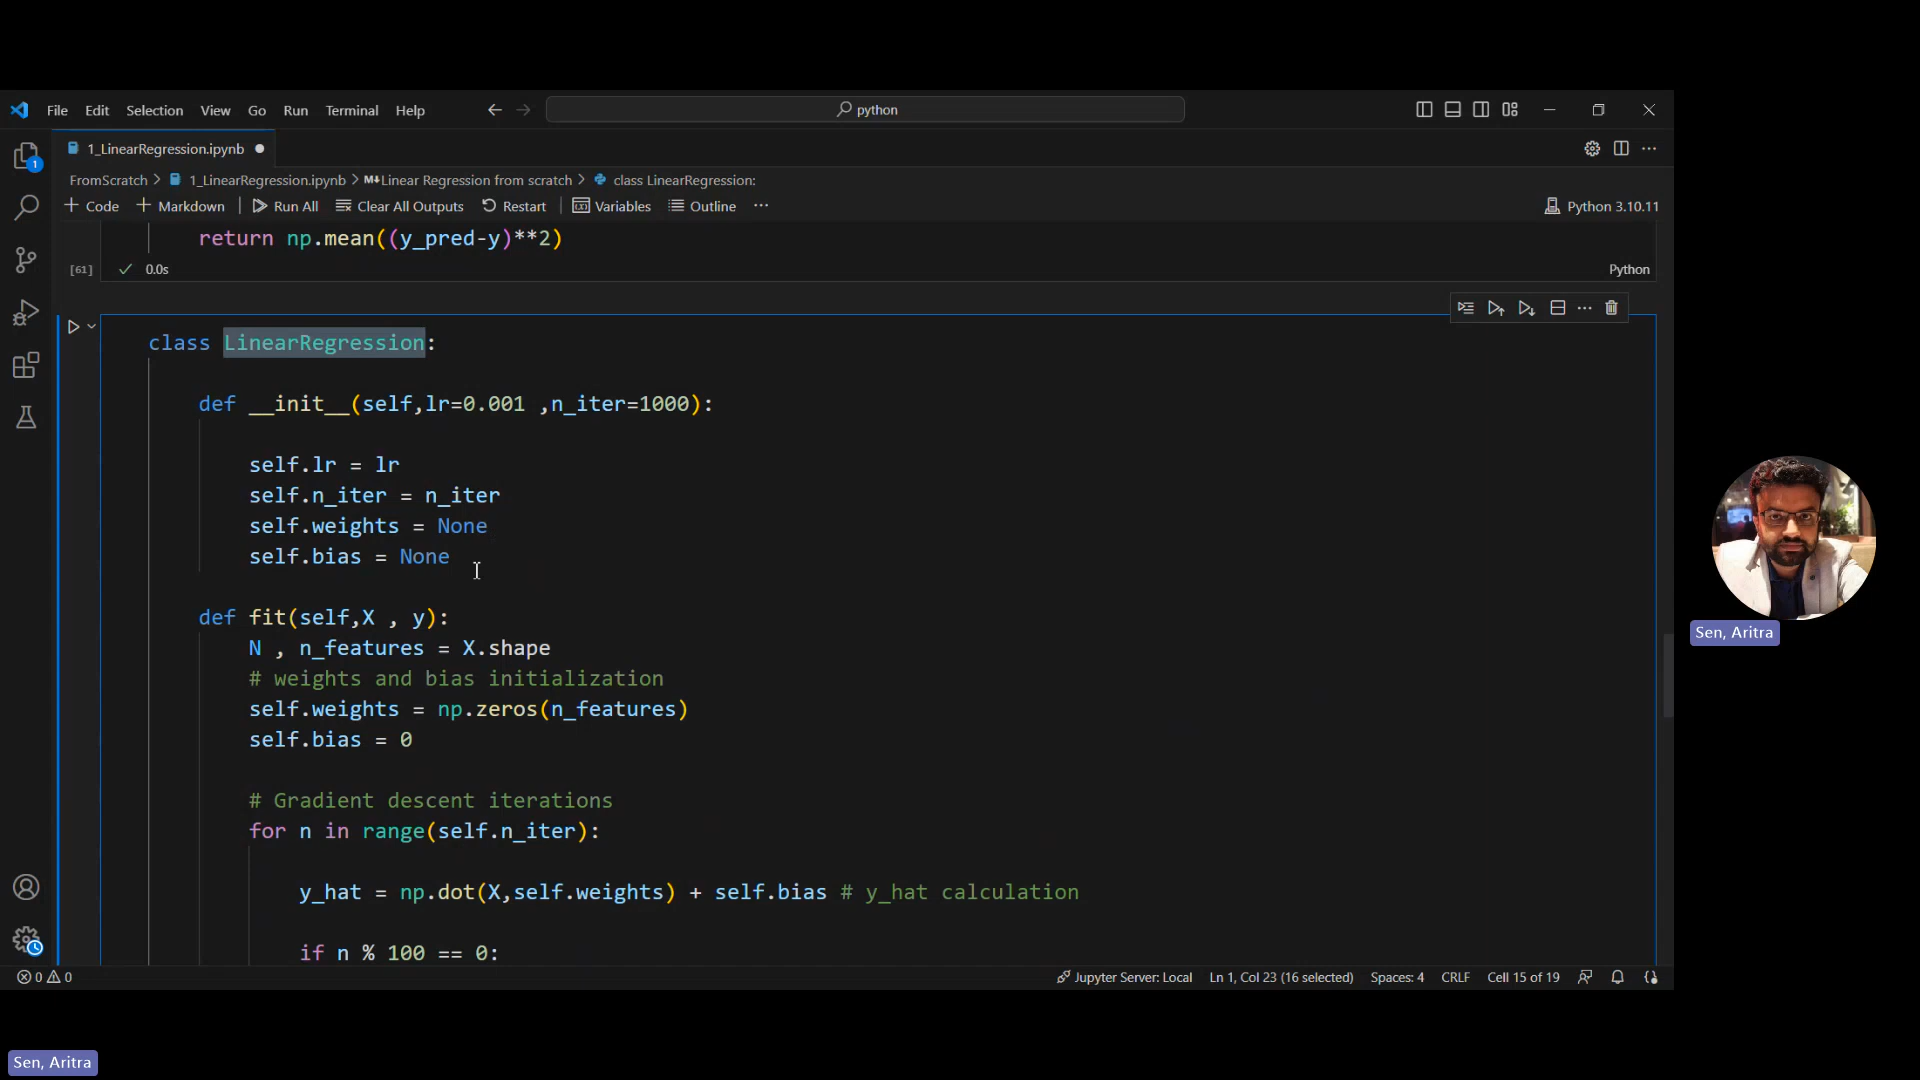 File Edit Selection View Go Run Terminal Help
python
1_LinearRegression.ipynb
FromScratch > 1_LinearRegression.ipynb > M↓Linear Regression from scratch > class LinearRegression:
+ Code + Markdown | Run All Clear All Outputs Restart | Variables Outline ...
Python 3.10.11
return np.mean((y_pred-y)**2)
[61] ✓ 0.0s
Python
class LinearRegression:
def __init__(self,lr=0.001 ,n_iter=1000):
self.lr = lr
self.n_iter = n_iter
self.weights = None
self.bias = None
def fit(self,X , y):
N , n_features = X.shape
# weights and bias initialization
self.weights = np.zeros(n_features)
self.bias = 0
# Gradient descent iterations
for n in range(self.n_iter):
y_hat = np.dot(X,self.weights) + self.bias # y_hat calculation
if n % 100 == 0:
1
0 0
Jupyter Server: Local Ln 1, Col 23 (16 selected) Spaces: 4 CRLF Cell 15 of 19
Sen, Aritra
Sen, Aritra